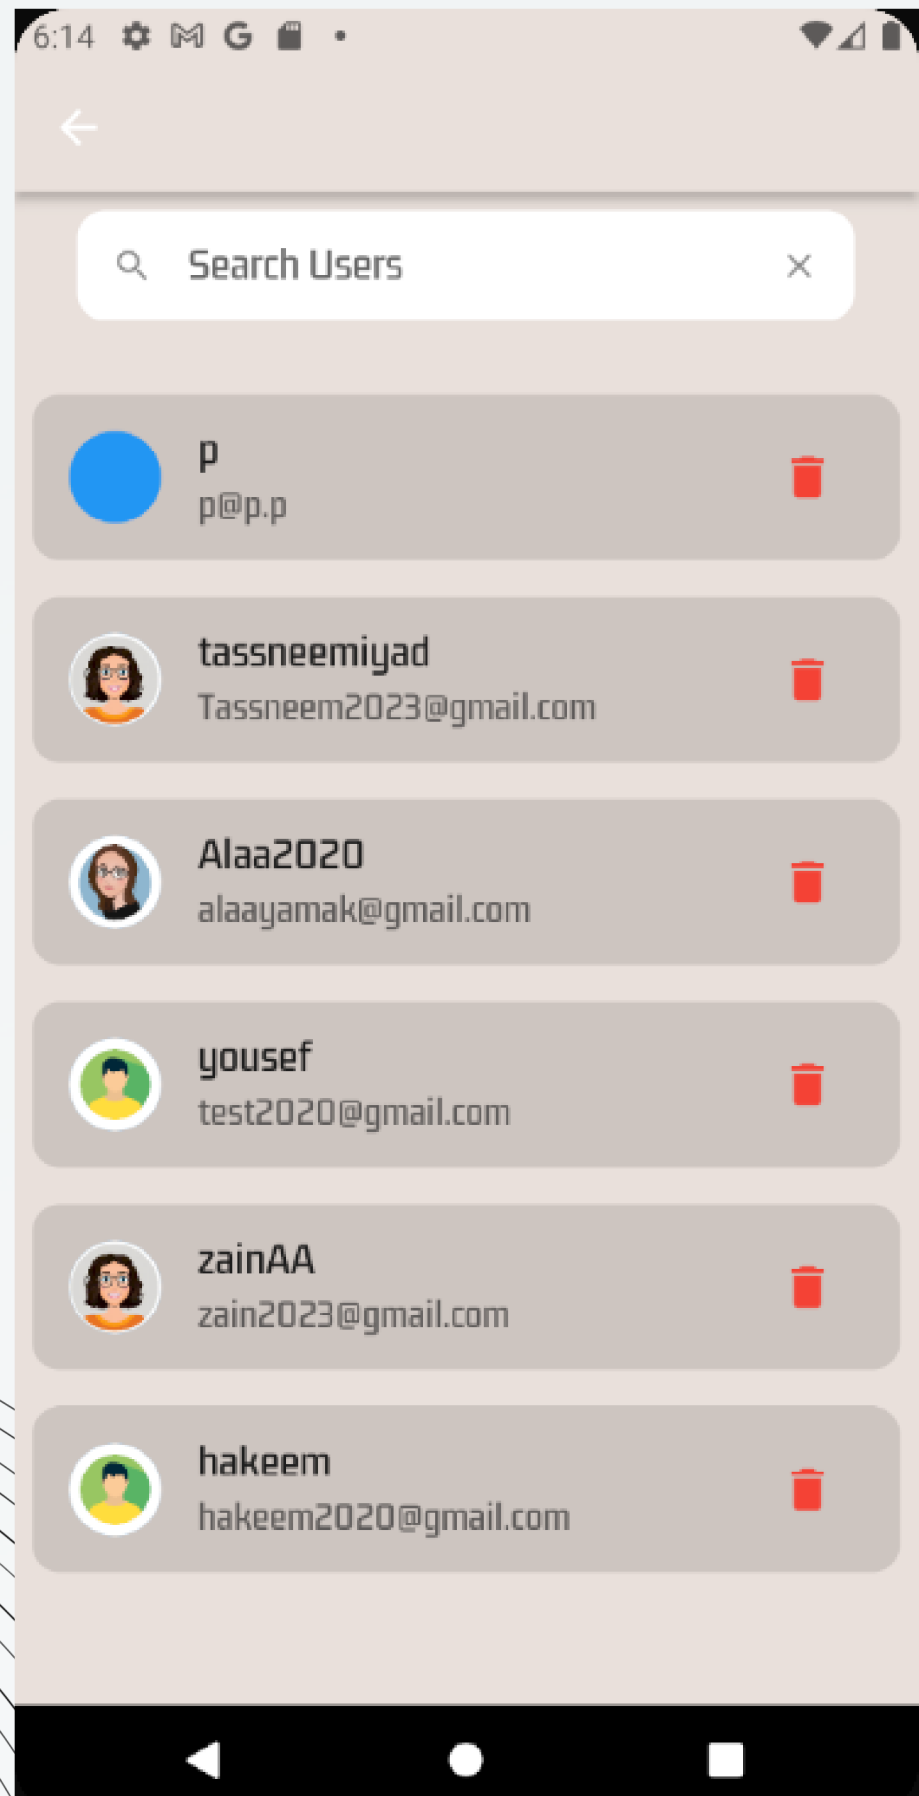 6:14
Search Users
p
p@p.p
tassneemiyad
Tassneem2023@gmail.com
Alaa2020
alaayamak@gmail.com
yousef
test2020@gmail.com
zainAA
zain2023@gmail.com
hakeem
hakeem2020@gmail.com